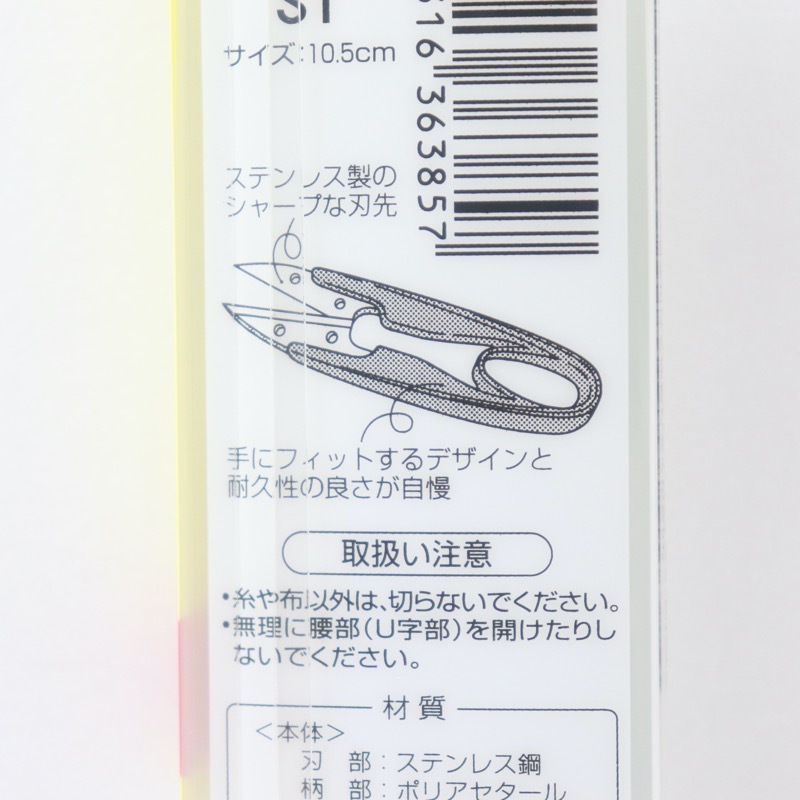 ST
サイズ:10.5cm
16 363857
ステンレス製の
シャープな刃先
手にフィットするデザインと
耐久性の良さが自慢
取扱い注意
・糸や布以外は、切らないでください。
・無理に腰部(U字部)を開けたりし
ないでください。
材質
<本体>
刃 部:ステンレス鋼
柄 部:ポリアセタール